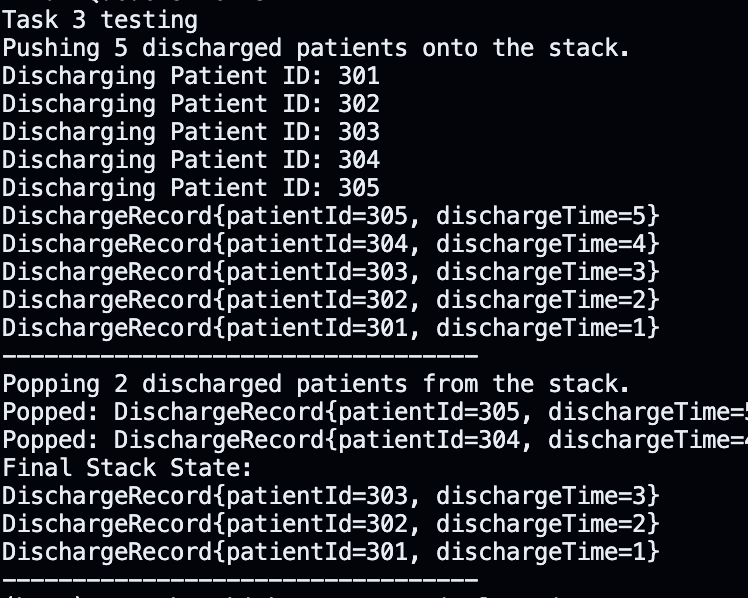 Task 3 testing
Pushing 5 discharged patients onto the stack.
Discharging Patient ID: 301
Discharging Patient ID: 302
Discharging Patient ID: 303
Discharging Patient ID: 304
Discharging Patient ID: 305
DischargeRecord{patientId=305, dischargeTime=5}
DischargeRecord{patientId=304, dischargeTime=4}
DischargeRecord{patientId=303, dischargeTime=3}
DischargeRecord{patientId=302, dischargeTime=2}
DischargeRecord{patientId=301, dischargeTime=1}
----------------------------------
Popping 2 discharged patients from the stack.
Popped: DischargeRecord{patientId=305, dischargeTime=5
Popped: DischargeRecord{patientId=304, dischargeTime=4
Final Stack State:
DischargeRecord{patientId=303, dischargeTime=3}
DischargeRecord{patientId=302, dischargeTime=2}
DischargeRecord{patientId=301, dischargeTime=1}
----------------------------------